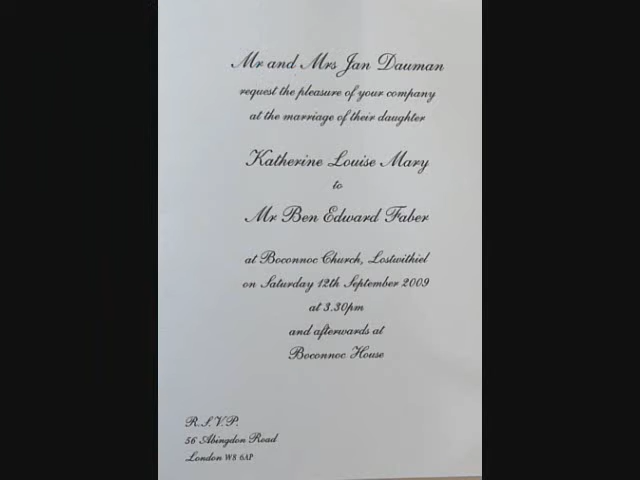 Mr and Mrs Jan Dauman
request the pleasure of your company
at the marriage of their daughter
Katherine Louise Mary
to
Mr Ben Edward Faber
at Boconnoc Church, Lostwithiel
on Saturday 12th September 2009
at 3.30pm
and afterwards at
Boconnoc House
R.S.V.P.
56 Abingdon Road
London W8 6AP